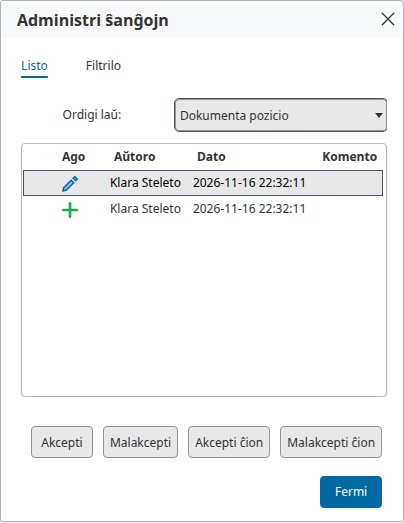 Administri ŝanĝojn
Listo Filtrilo
Ordigi laŭ: Dokumenta pozicio
Ago Aŭtoro Dato Komento
Klara Steleto 2026-11-16 22:32:11
Klara Steleto 2026-11-16 22:32:11
Akcepti Malakcepti Akcepti ĉion Malakcepti ĉion
Fermi